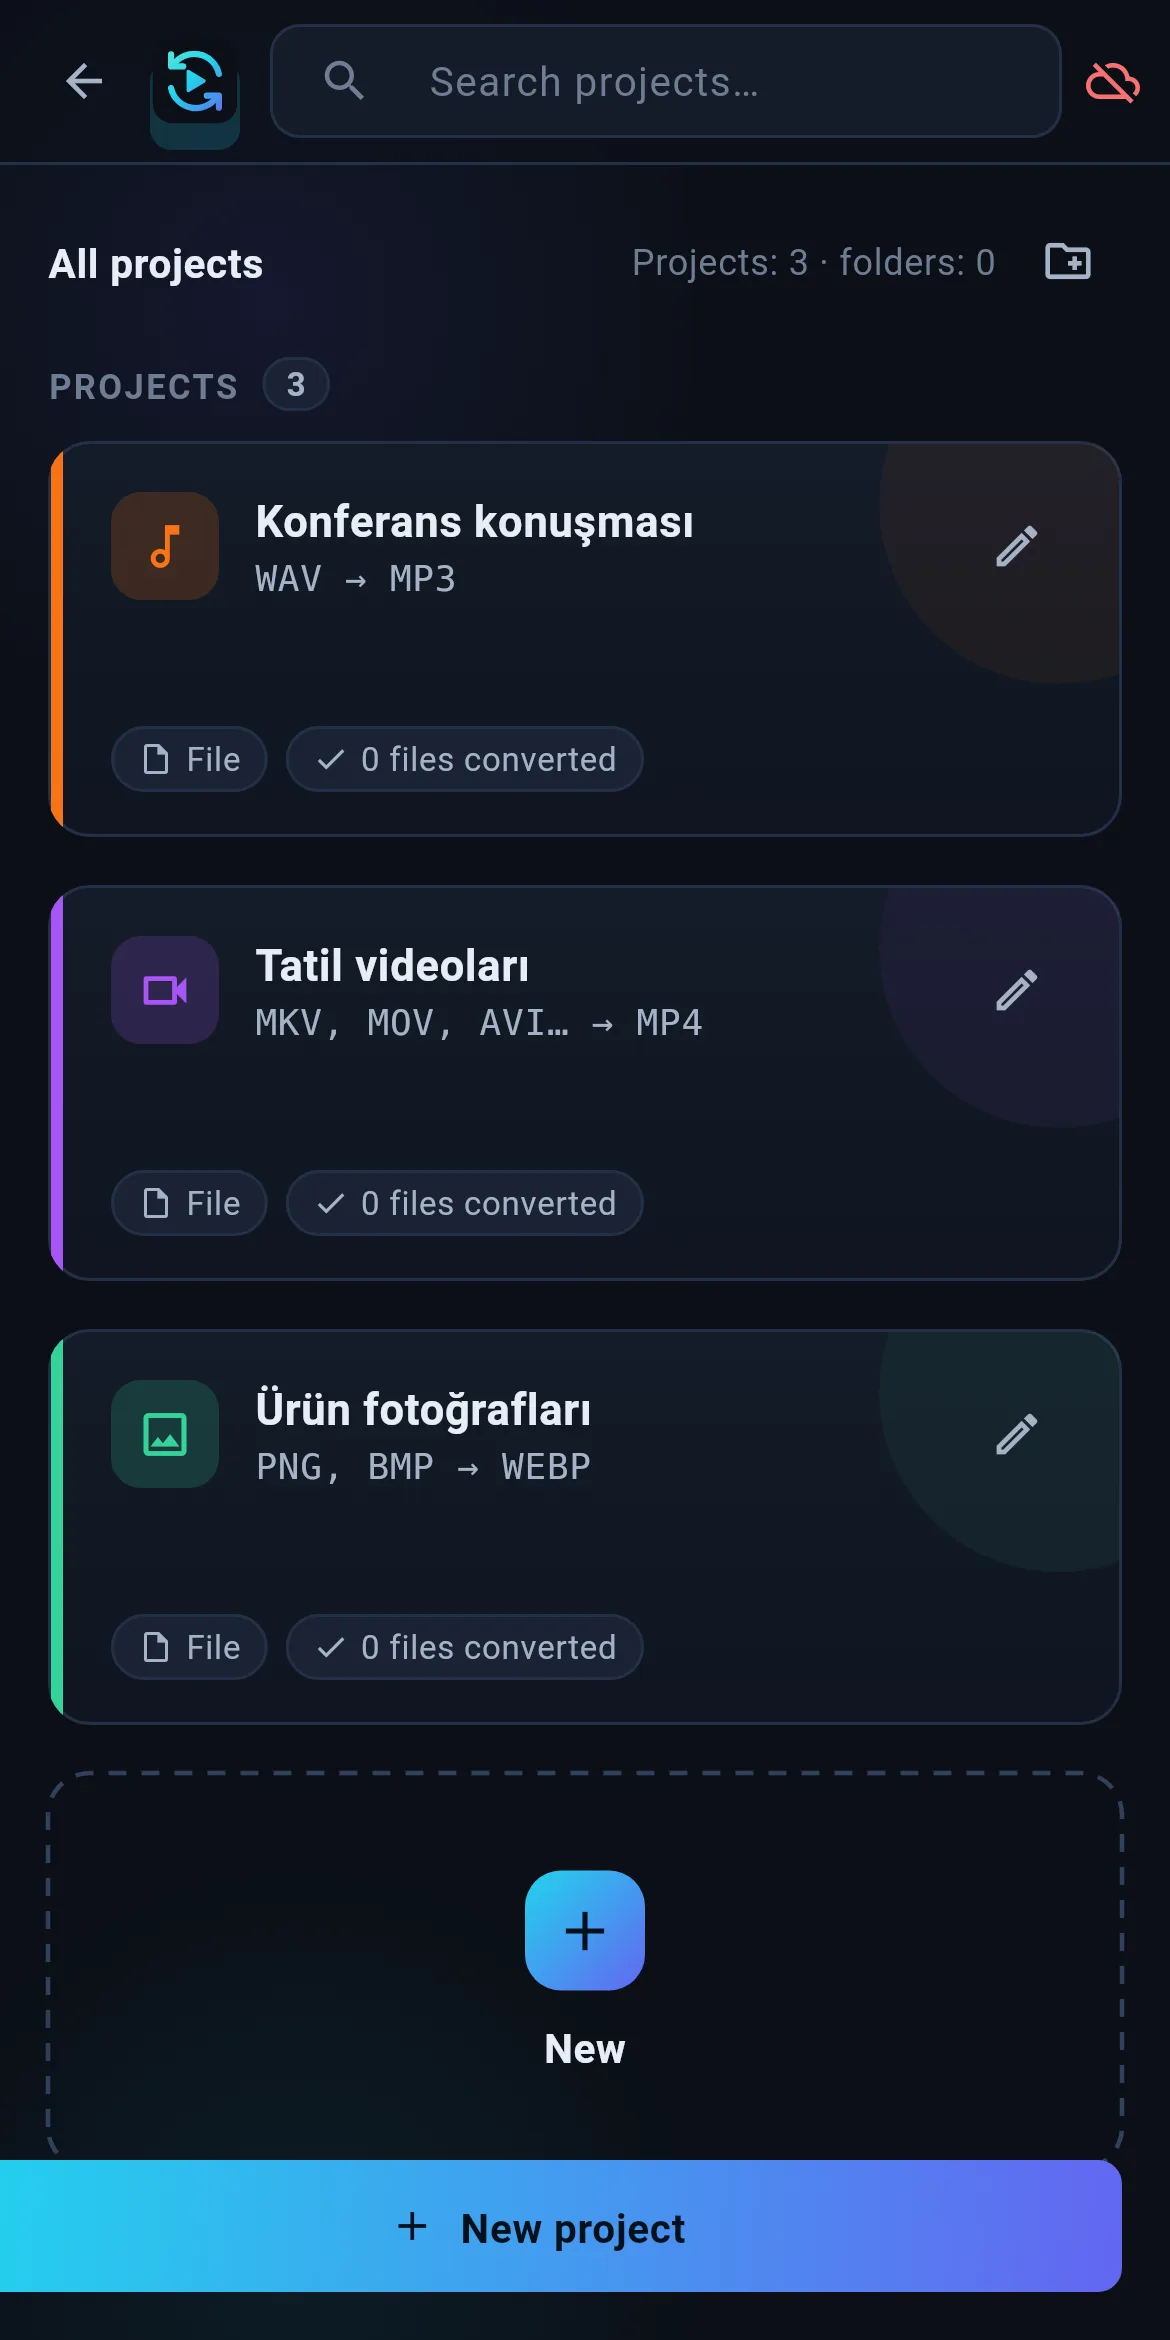 Search projects…
All projects
Projects: 3 · folders: 0
PROJECTS 3
Konferans konuşması
WAV → MP3
File
0 files converted
Tatil videoları
MKV, MOV, AVI… → MP4
File
0 files converted
Ürün fotoğrafları
PNG, BMP → WEBP
File
0 files converted
New
New project